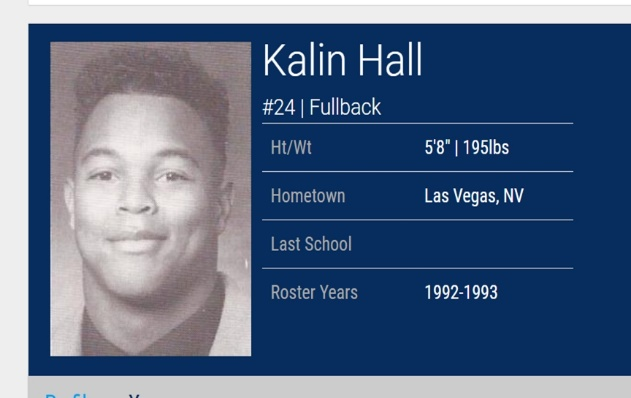 Kalin Hall
#24 | Fullback
Ht/Wt 5'8" | 195lbs
Hometown Las Vegas, NV
Last School
Roster Years 1992-1993